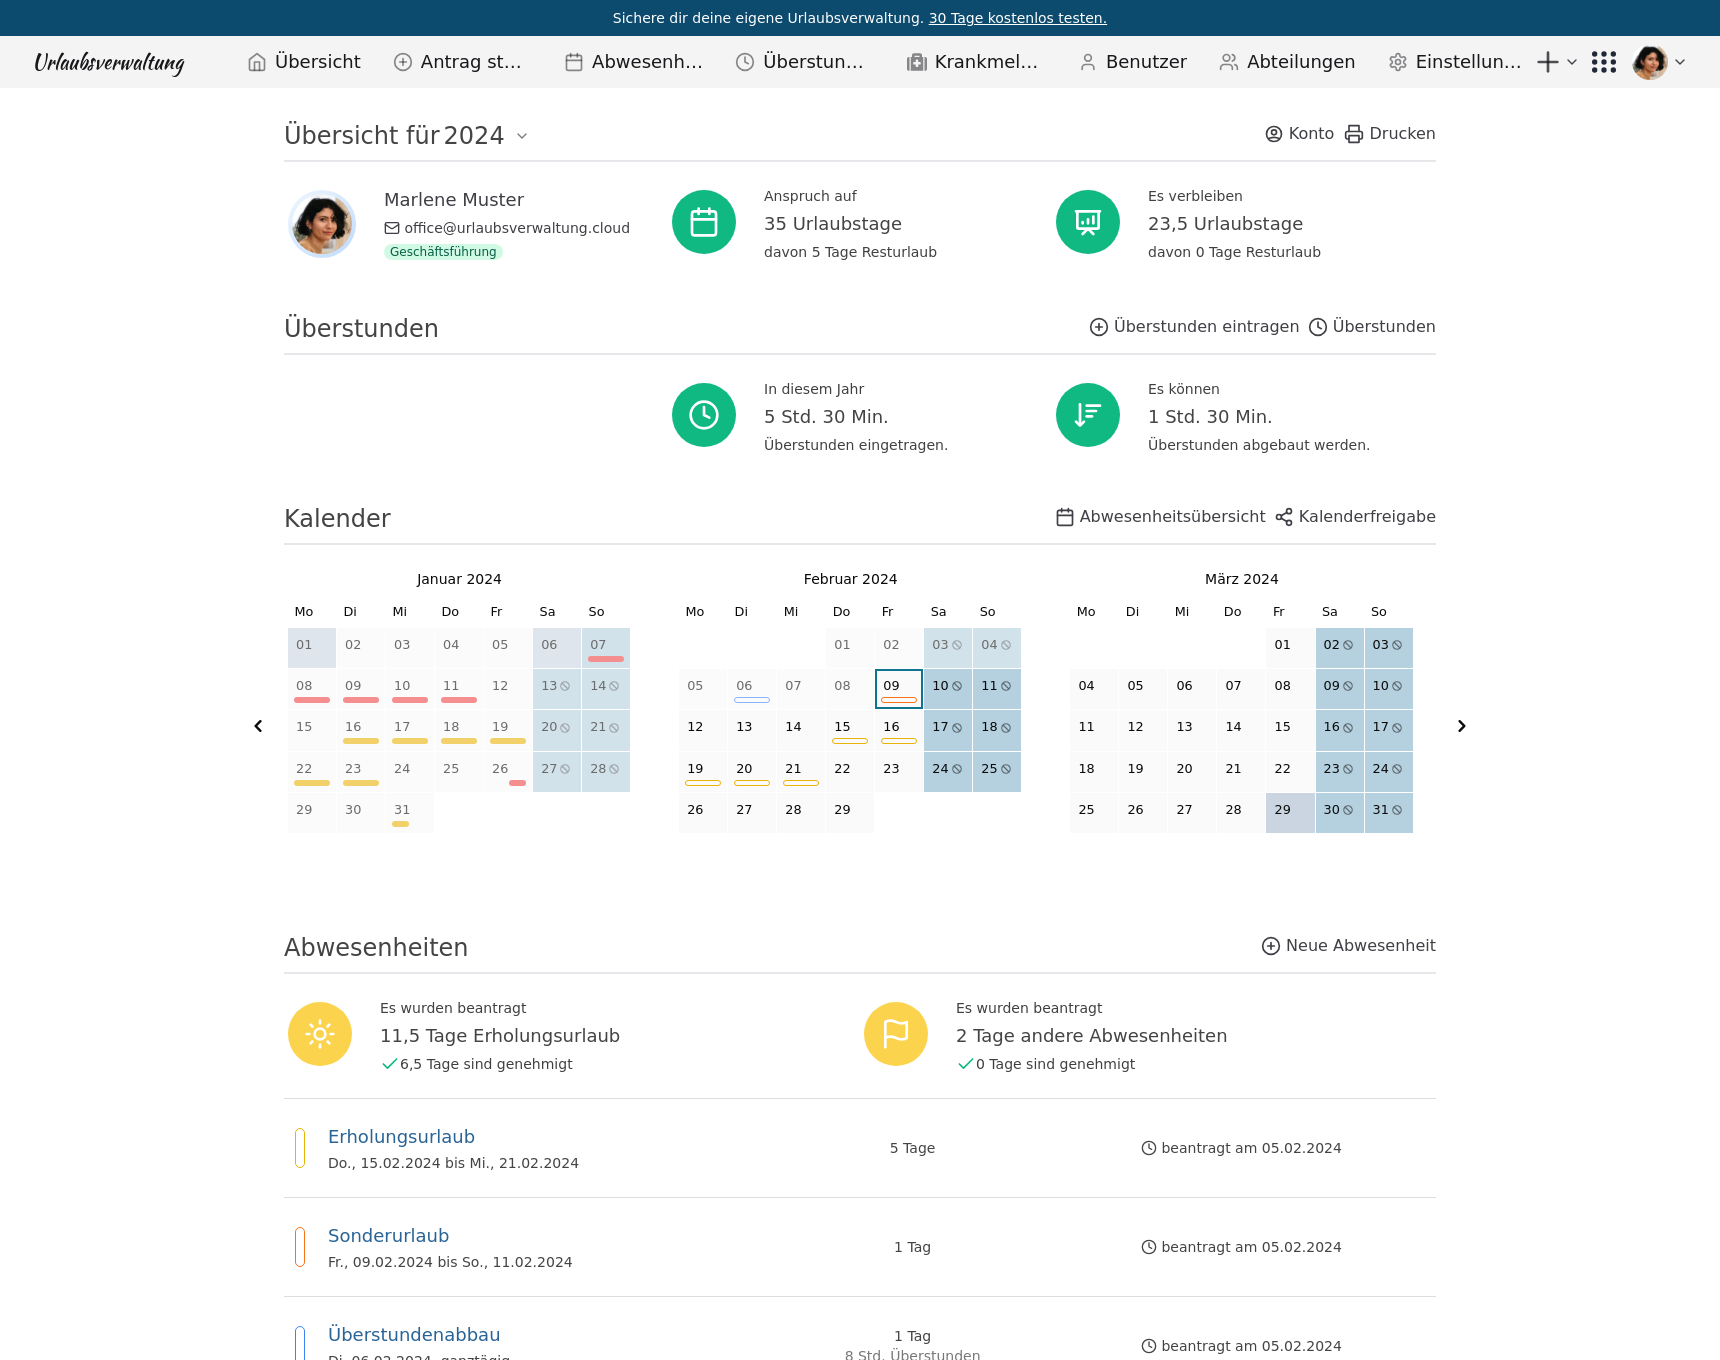 Sichere dir deine eigene Urlaubsverwaltung. 30 Tage kostenlos testen.
Urlaubsverwaltung Übersicht Antrag st… Abwesenh… Überstun… Krankmel… Benutzer Abteilungen Einstellun…
Übersicht für 2024 Konto Drucken
Marlene Muster
office@urlaubsverwaltung.cloud
Geschäftsführung
Anspruch auf
35 Urlaubstage
davon 5 Tage Resturlaub
Es verbleiben
23,5 Urlaubstage
davon 0 Tage Resturlaub
Überstunden Überstunden eintragen Überstunden
In diesem Jahr
5 Std. 30 Min.
Überstunden eingetragen.
Es können
1 Std. 30 Min.
Überstunden abgebaut werden.
Kalender Abwesenheitsübersicht Kalenderfreigabe
Januar 2024
Mo Di Mi Do Fr Sa So
01 02 03 04 05 06 07
08 09 10 11 12 13 14
15 16 17 18 19 20 21
22 23 24 25 26 27 28
29 30 31
Februar 2024
Mo Di Mi Do Fr Sa So
01 02 03 04
05 06 07 08 09 10 11
12 13 14 15 16 17 18
19 20 21 22 23 24 25
26 27 28 29
März 2024
Mo Di Mi Do Fr Sa So
01 02 03
04 05 06 07 08 09 10
11 12 13 14 15 16 17
18 19 20 21 22 23 24
25 26 27 28 29 30 31
Abwesenheiten Neue Abwesenheit
Es wurden beantragt
11,5 Tage Erholungsurlaub
6,5 Tage sind genehmigt
Es wurden beantragt
2 Tage andere Abwesenheiten
0 Tage sind genehmigt
Erholungsurlaub
Do., 15.02.2024 bis Mi., 21.02.2024
5 Tage
beantragt am 05.02.2024
Sonderurlaub
Fr., 09.02.2024 bis So., 11.02.2024
1 Tag
beantragt am 05.02.2024
Überstundenabbau
Di., 06.02.2024, ganztägig
1 Tag
8 Std. Überstunden
beantragt am 05.02.2024